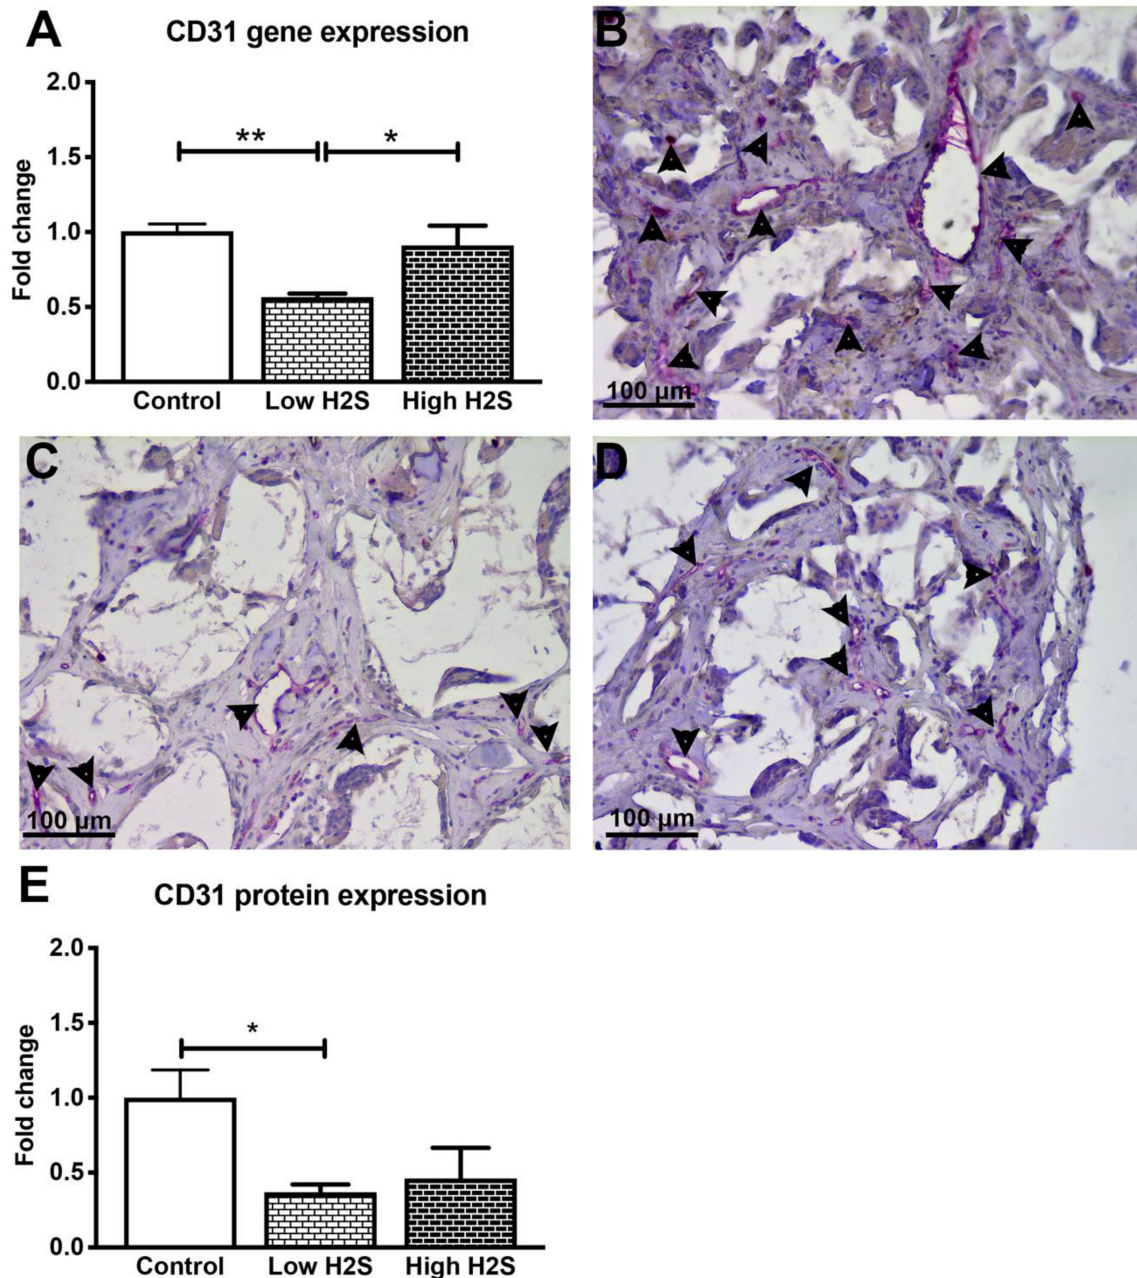 A
CD31 gene expression
Fold change
2.0
1.5
1.0
0.5
0.0
**
*
Control Low H2S High H2S
B
100 µm
C
100 µm
D
100 µm
E
CD31 protein expression
Fold change
2.0
1.5
1.0
0.5
0.0
*
Control Low H2S High H2S